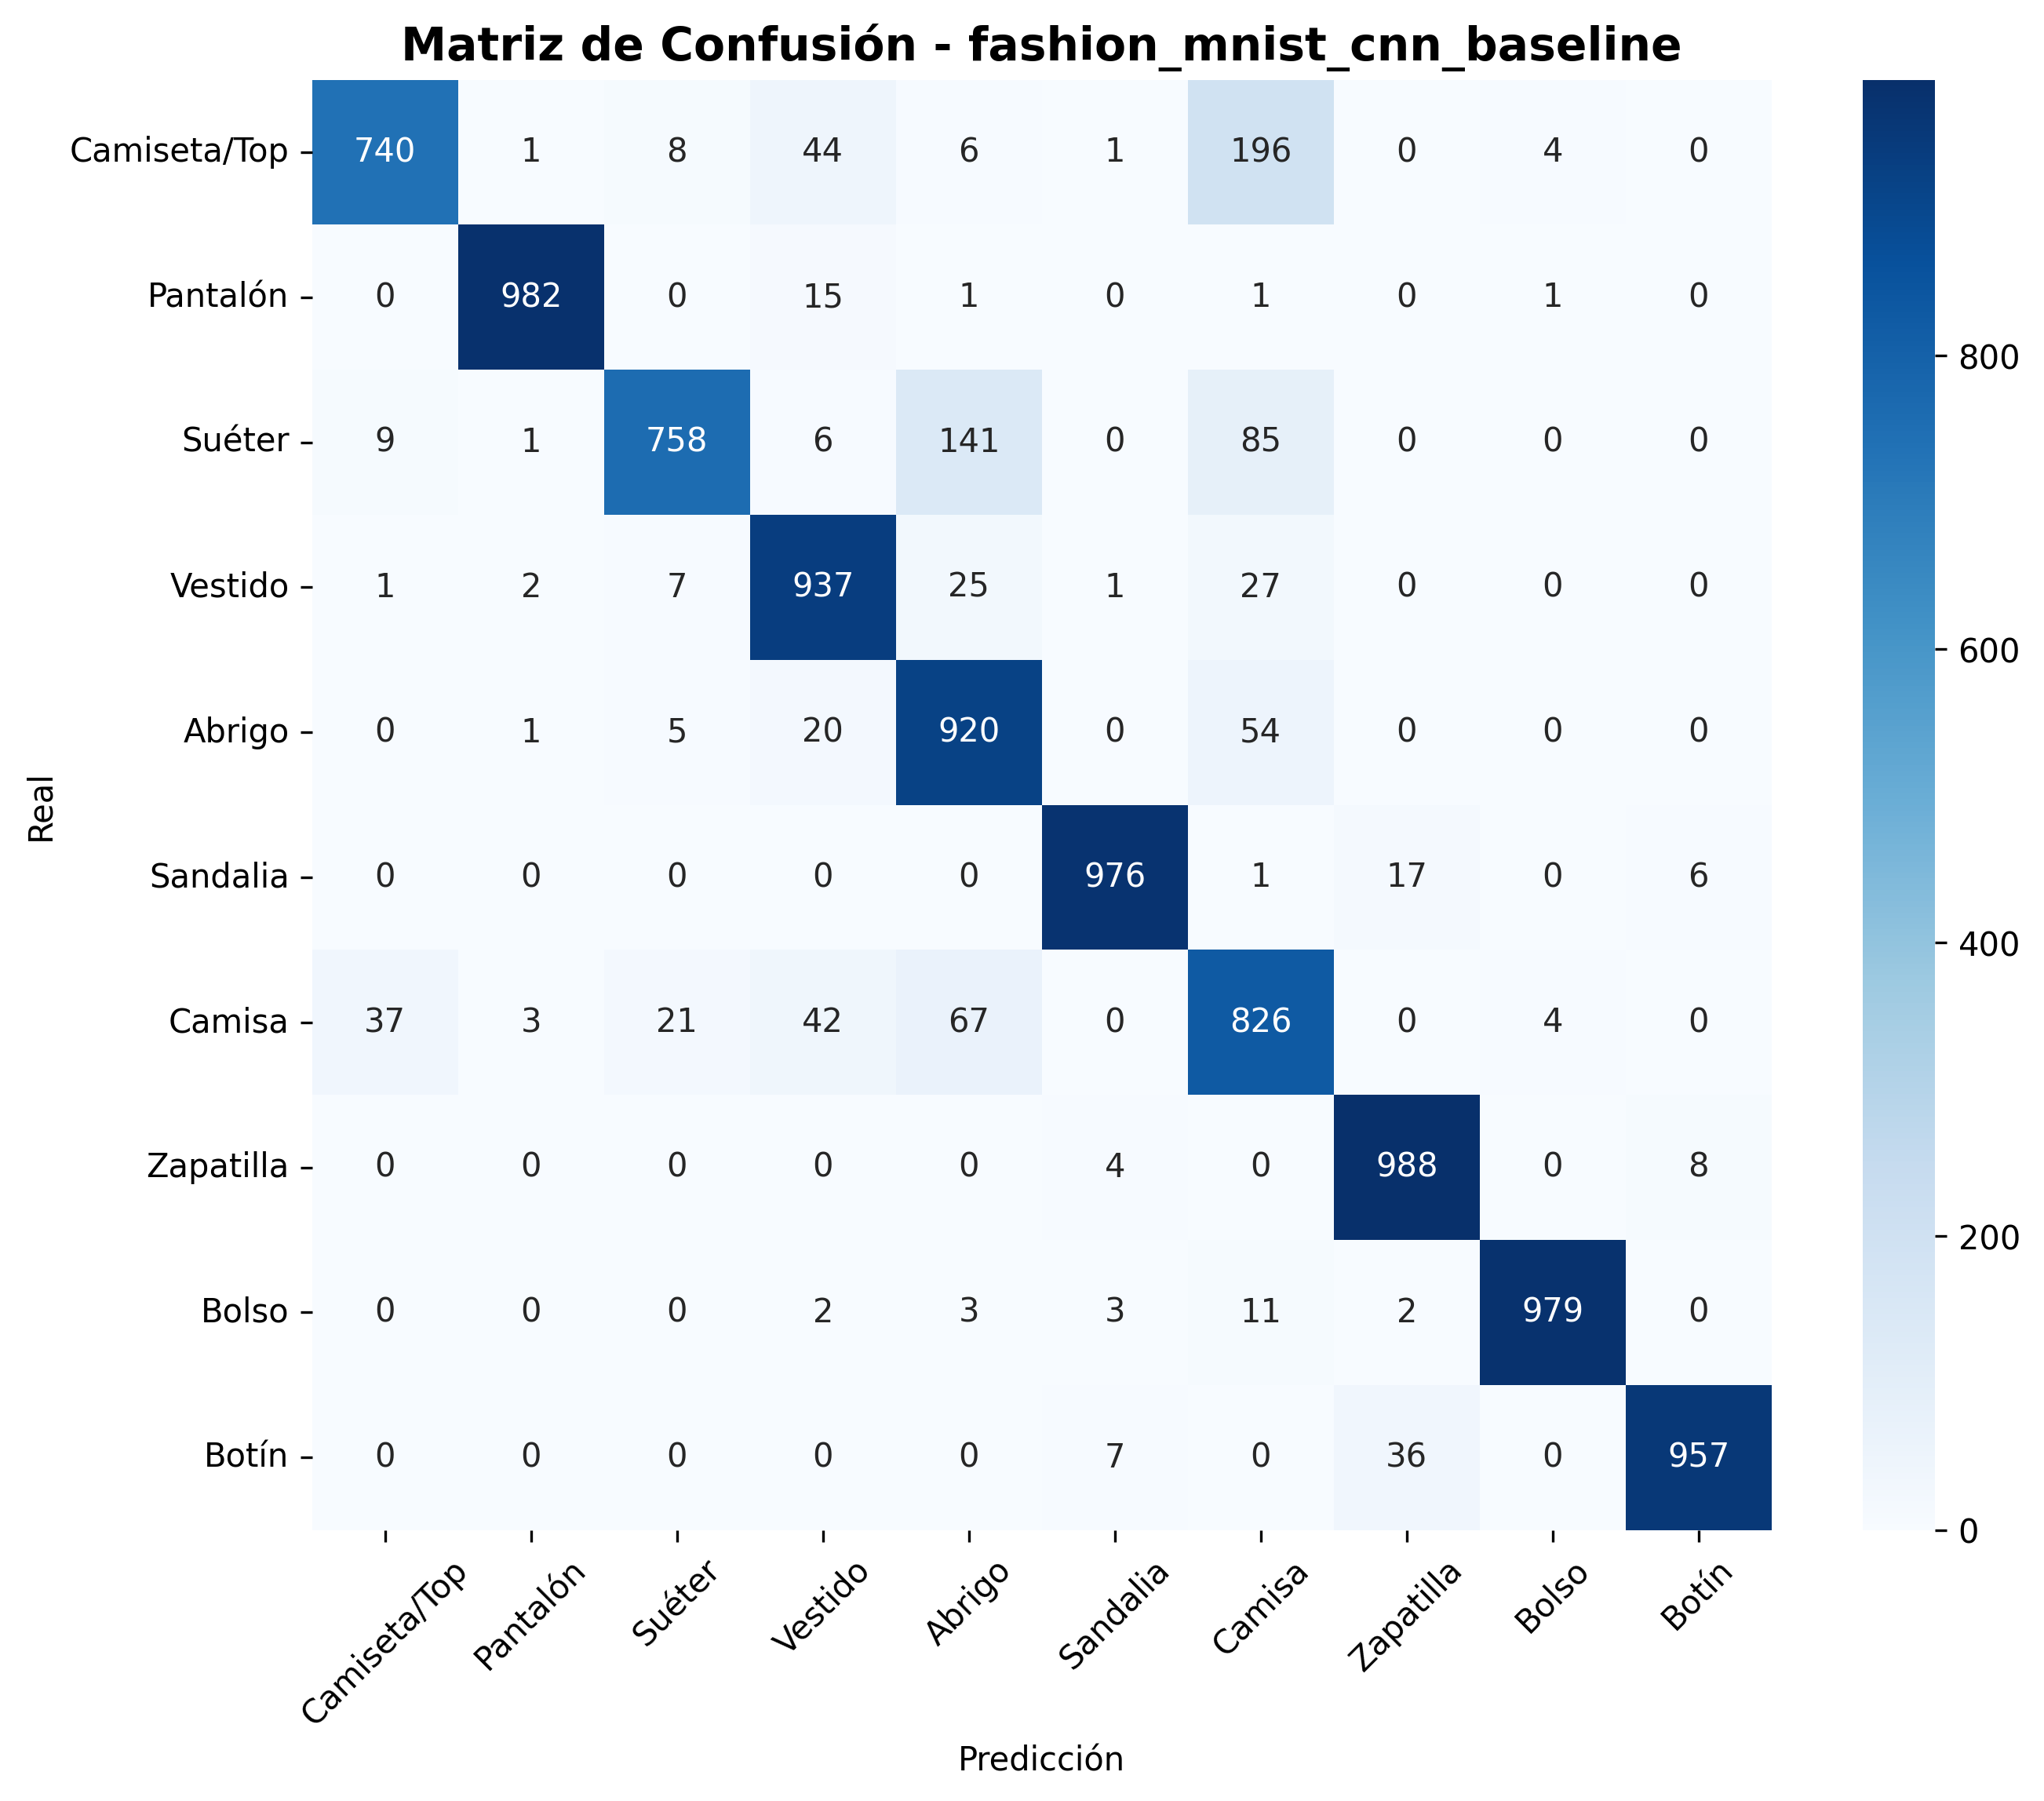 Matriz de Confusión - fashion_mnist_cnn_baseline
Camiseta/Top 740 1 8 44 6 1 196 0 4 0
Pantalón 0 982 0 15 1 0 1 0 1 0
Suéter 9 1 758 6 141 0 85 0 0 0
Vestido 1 2 7 937 25 1 27 0 0 0
Abrigo 0 1 5 20 920 0 54 0 0 0
Sandalia 0 0 0 0 0 976 1 17 0 6
Camisa 37 3 21 42 67 0 826 0 4 0
Zapatilla 0 0 0 0 0 4 0 988 0 8
Bolso 0 0 0 2 3 3 11 2 979 0
Botín 0 0 0 0 0 7 0 36 0 957
Real
Camiseta/Top Pantalón Suéter Vestido Abrigo Sandalia Camisa Zapatilla Bolso Botín
Predicción
800
600
400
200
0